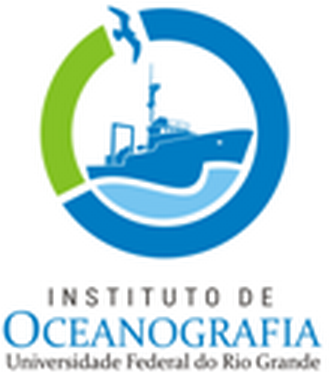 INSTITUTO DE
OCEANOGRAFIA
Universidade Federal do Rio Grande